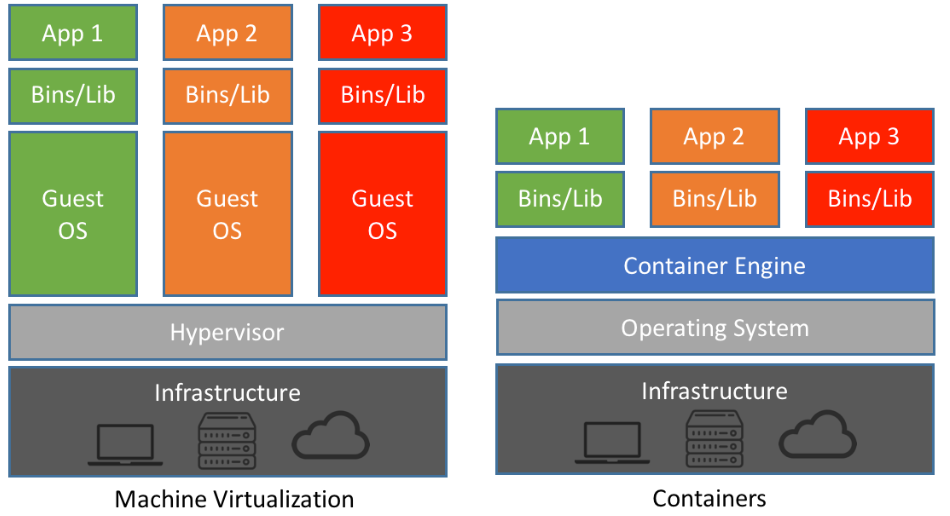 App 1
App 2
App 3
Bins/Lib
Bins/Lib
Bins/Lib
Guest
OS
Guest
OS
Guest
OS
Hypervisor
Infrastructure
Machine Virtualization
App 1
App 2
App 3
Bins/Lib
Bins/Lib
Bins/Lib
Container Engine
Operating System
Infrastructure
Containers